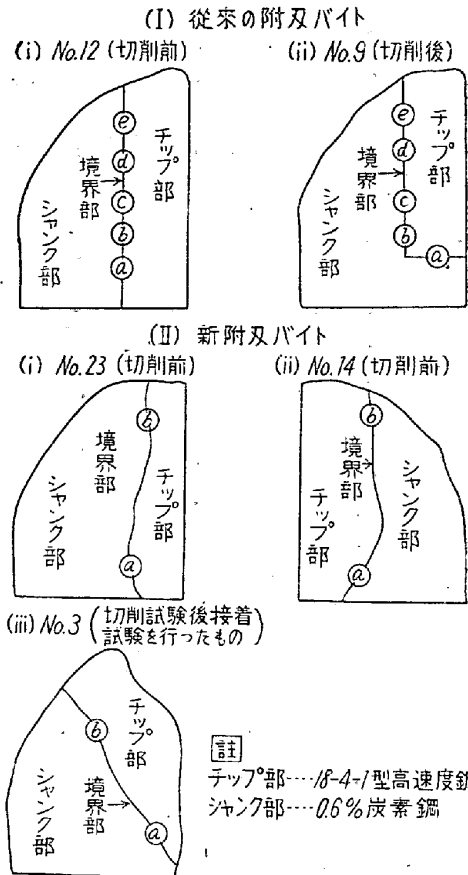 (I) 從來の附刄バイト
(i) No.12 (切削前)
(ii) No.9 (切削後)
e
d
c
b
a
境界部
チップ部
シャンク部
e
d
c
b
a
境界部
チップ部
シャンク部
(II) 新附刄バイト
(i) No.23 (切削前)
(ii) No.14 (切削前)
b
a
境界部
チップ部
シャンク部
b
a
境界部
シャンク部
チップ部
(iii) No.3 (切削試験後接着
試験を行ったもの)
b
a
チップ部
境界部
シャンク部
註
チップ部----18-4-1型高速度鋼
シャンク部----0.6%炭素鋼